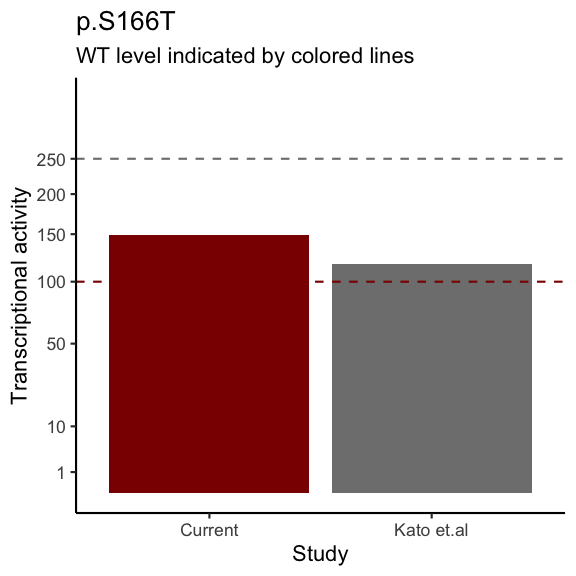 p.S166T
WT level indicated by colored lines
Transcriptional activity
250
200
150
100
50
10
1
Current
Kato et.al
Study